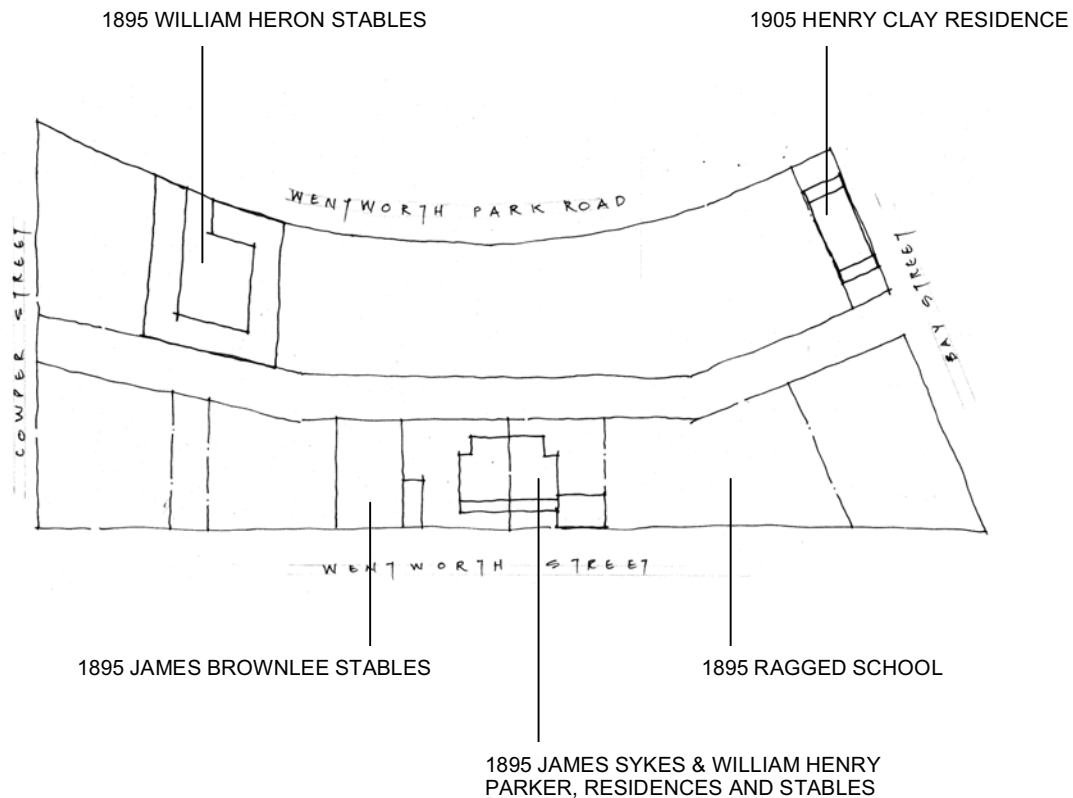 1895 WILLIAM HERON STABLES
1905 HENRY CLAY RESIDENCE
WENTWORTH PARK ROAD
COWPER STREET
BAY STREET
WENTWORTH STREET
1895 JAMES BROWNLEE STABLES
1895 RAGGED SCHOOL
1895 JAMES SYKES & WILLIAM HENRY
PARKER, RESIDENCES AND STABLES